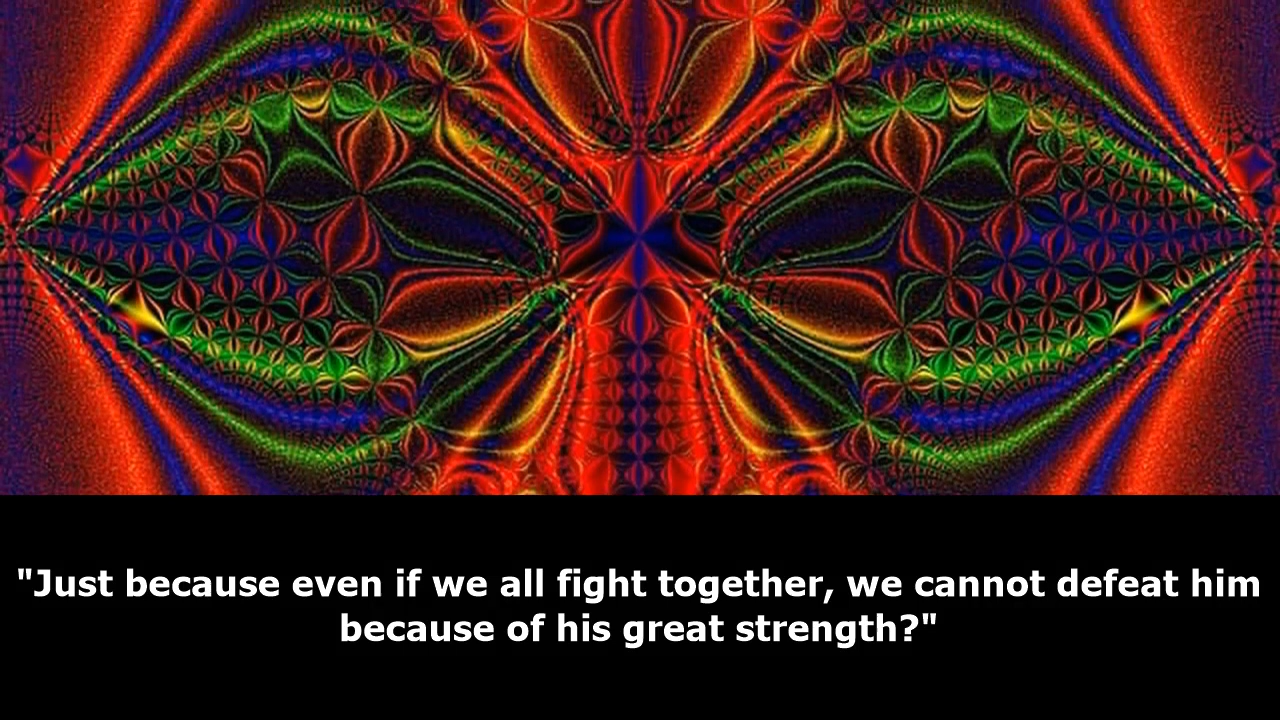 "Just because even if we all fight together, we cannot defeat him
because of his great strength?"